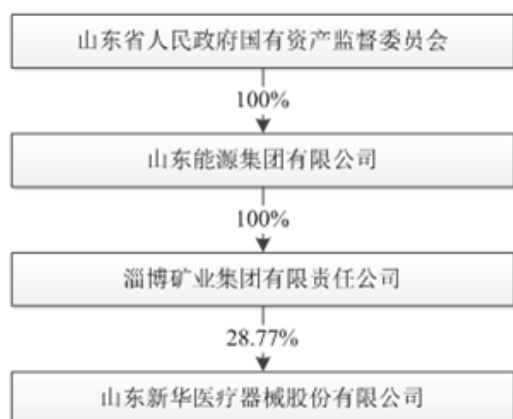 山东省人民政府国有资产监督委员会
100%
山东能源集团有限公司
100%
淄博矿业集团有限责任公司
28.77%
山东新华医疗器械股份有限公司